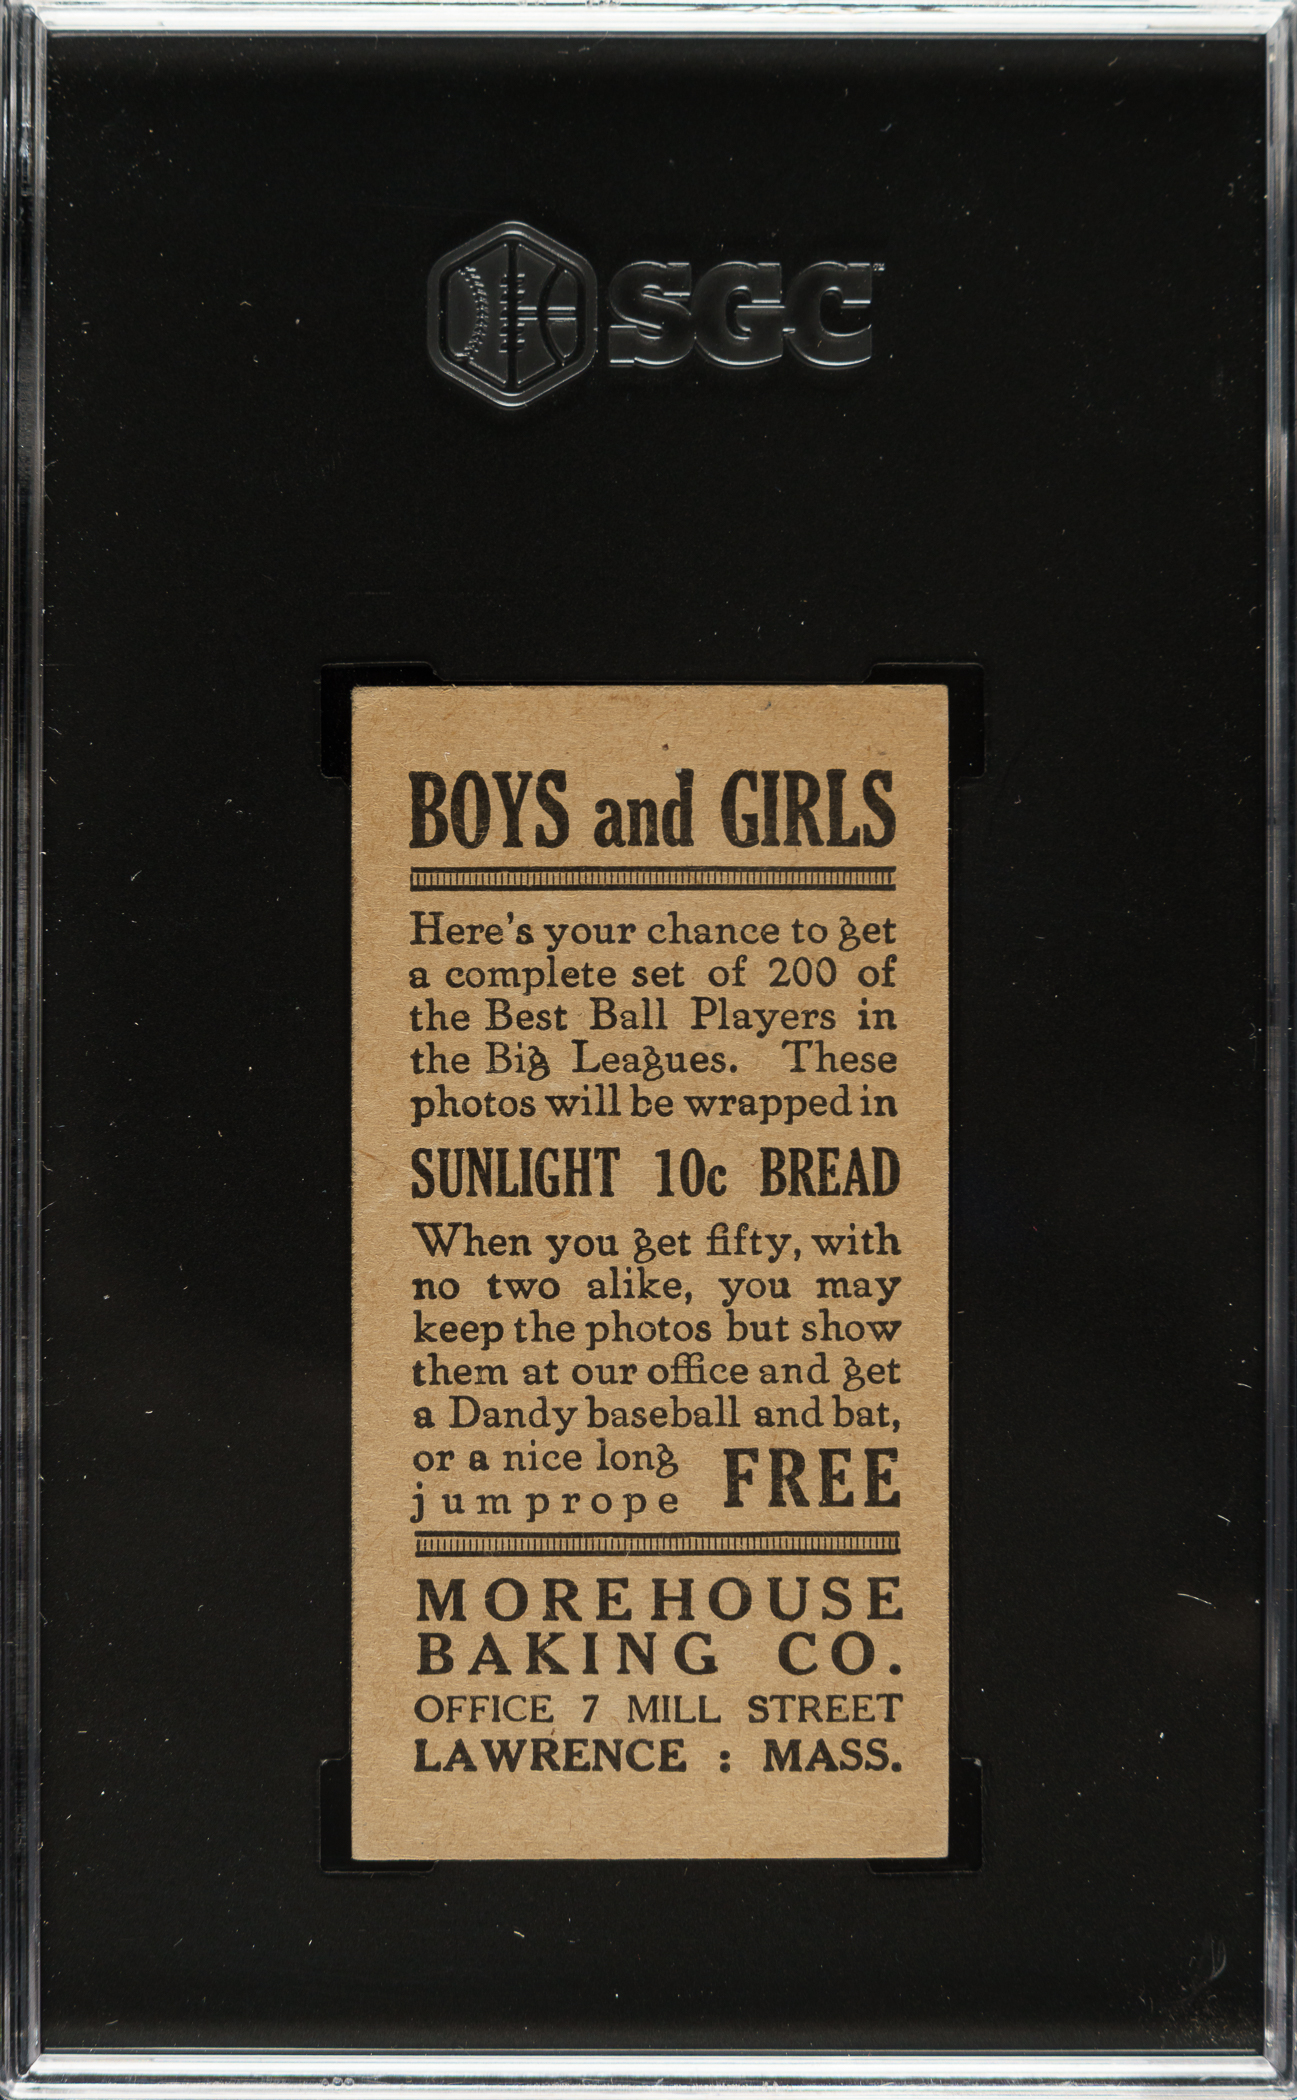 SGC
BOYS and GIRLS
Here's your chance to get
a complete set of 200 of
the Best Ball Players in
the Big Leagues. These
photos will be wrapped in
SUNLIGHT 10c BREAD
When you get fifty, with
no two alike, you may
keep the photos but show
them at our office and get
a Dandy baseball and bat,
or a nice long
jumprope FREE
MOREHOUSE
BAKING CO.
OFFICE 7 MILL STREET
LAWRENCE : MASS.